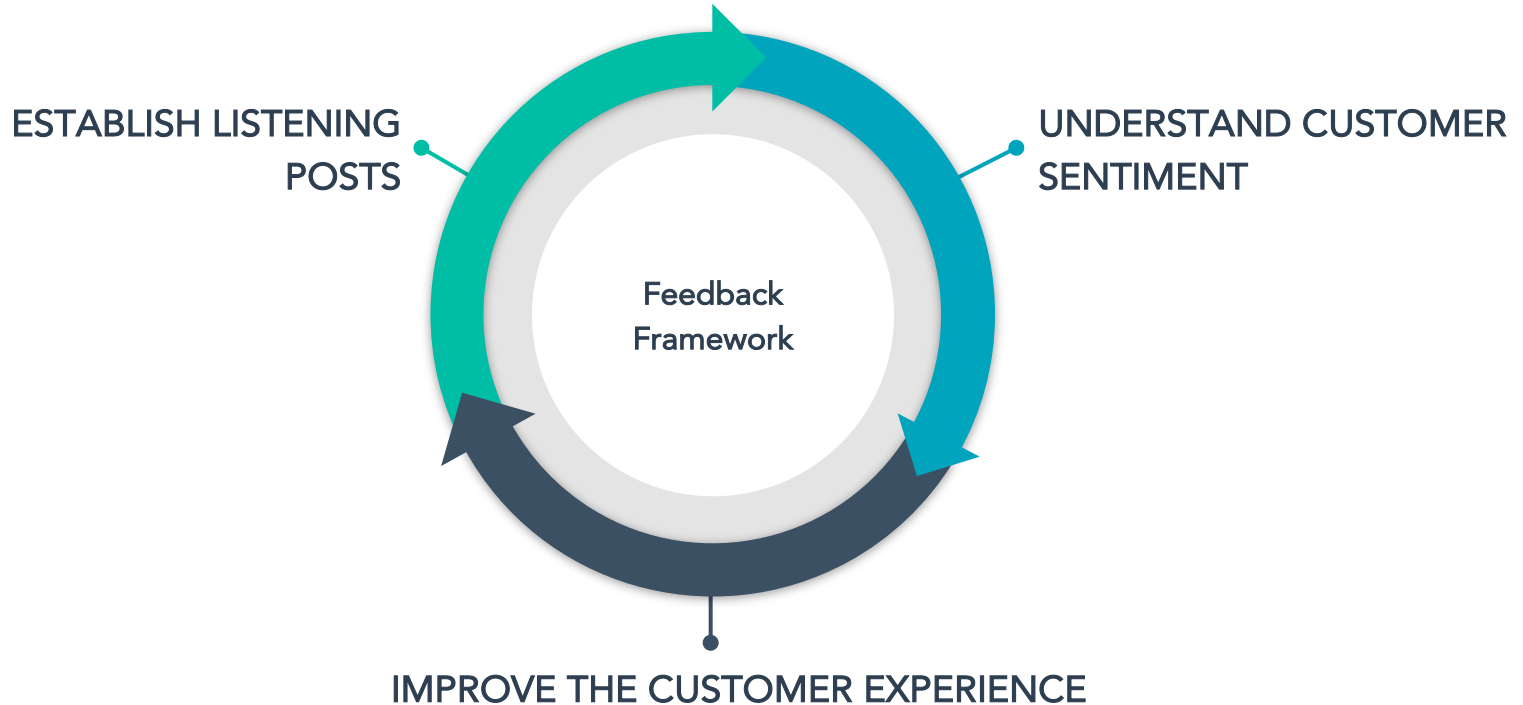 ESTABLISH LISTENING
POSTS
UNDERSTAND CUSTOMER
SENTIMENT
Feedback
Framework
IMPROVE THE CUSTOMER EXPERIENCE